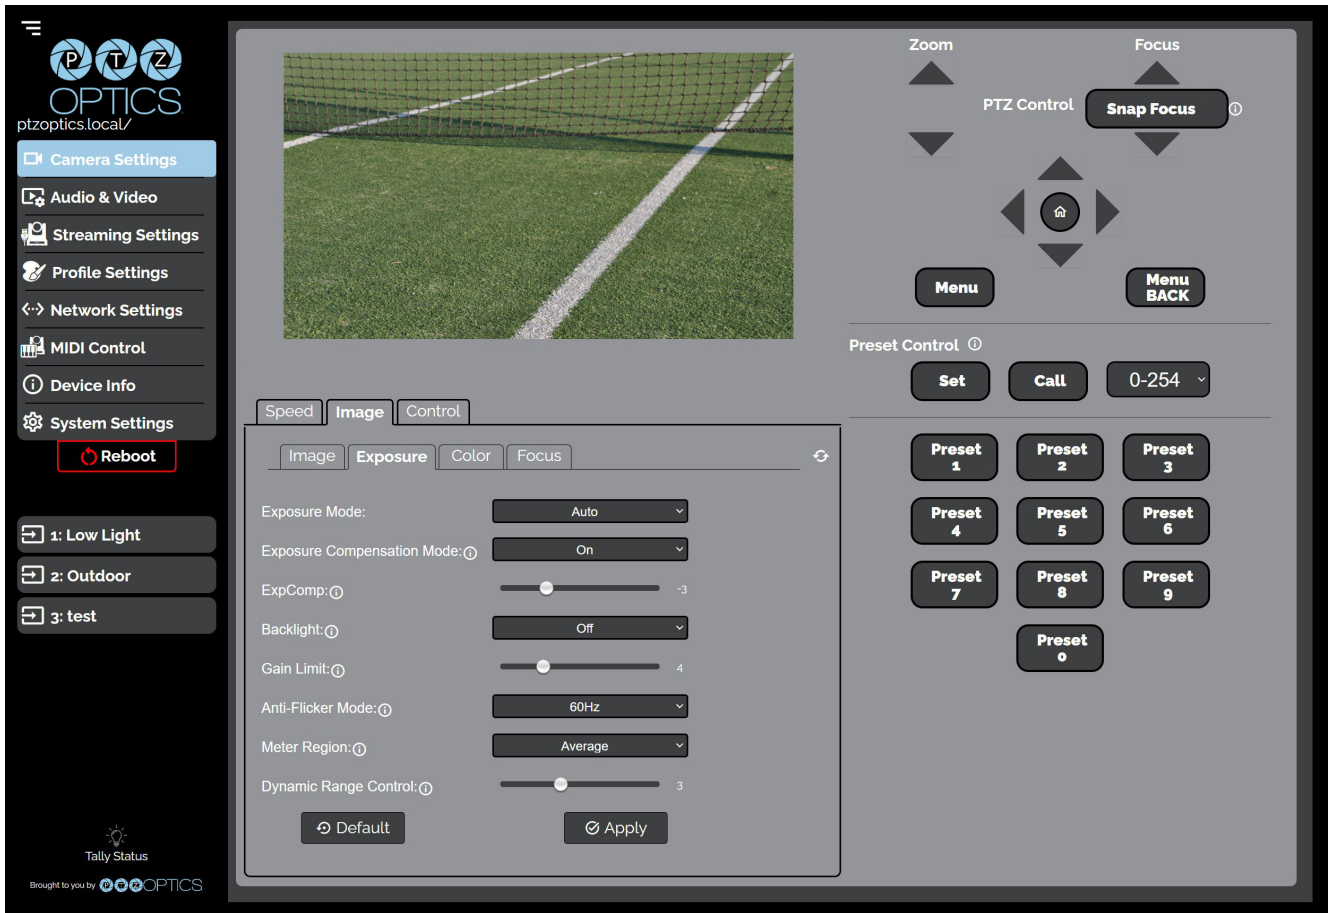 PTZ
OPTICS
ptzoptics.local/
Camera Settings
Audio & Video
Streaming Settings
Profile Settings
Network Settings
MIDI Control
Device Info
System Settings
Reboot
1: Low Light
2: Outdoor
3: test
Tally Status
Brought to you by PTZOPTICS
Zoom
Focus
PTZ Control
Snap Focus
Menu
Menu
BACK
Preset Control
Set
Call
0-254
Preset
1
Preset
2
Preset
3
Preset
4
Preset
5
Preset
6
Preset
7
Preset
8
Preset
9
Preset
0
Speed Image Control
Image Exposure Color Focus
Exposure Mode: Auto
Exposure Compensation Mode: On
ExpComp: -3
Backlight: Off
Gain Limit: 4
Anti-Flicker Mode: 60Hz
Meter Region: Average
Dynamic Range Control: 3
Default
Apply